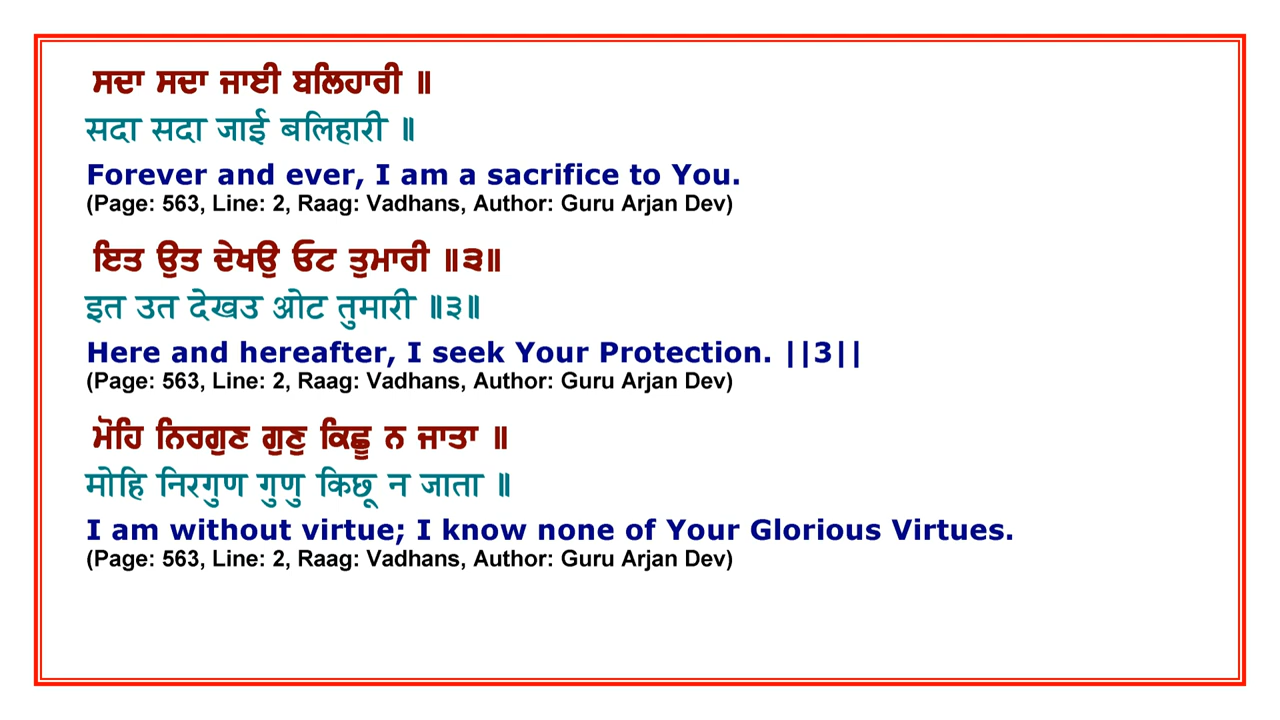 ਸਦਾ ਸਦਾ ਜਾਈ ਬਲਿਹਾਰੀ ॥
सदा सदा जाई बलिहारी ॥
Forever and ever, I am a sacrifice to You.
(Page: 563, Line: 2, Raag: Vadhans, Author: Guru Arjan Dev)
ਇਤ ਉਤ ਦੇਖਉ ਓਟ ਤੁਮਾਰੀ ॥੩॥
इत उत देखउ ओट तुमारी ॥३॥
Here and hereafter, I seek Your Protection. ||3||
(Page: 563, Line: 2, Raag: Vadhans, Author: Guru Arjan Dev)
ਮੋਹਿ ਨਿਰਗੁਣ ਗੁਣੁ ਕਿਛੂ ਨ ਜਾਤਾ ॥
मोहि निरगुण गुणु किछू न जाता ॥
I am without virtue; I know none of Your Glorious Virtues.
(Page: 563, Line: 2, Raag: Vadhans, Author: Guru Arjan Dev)